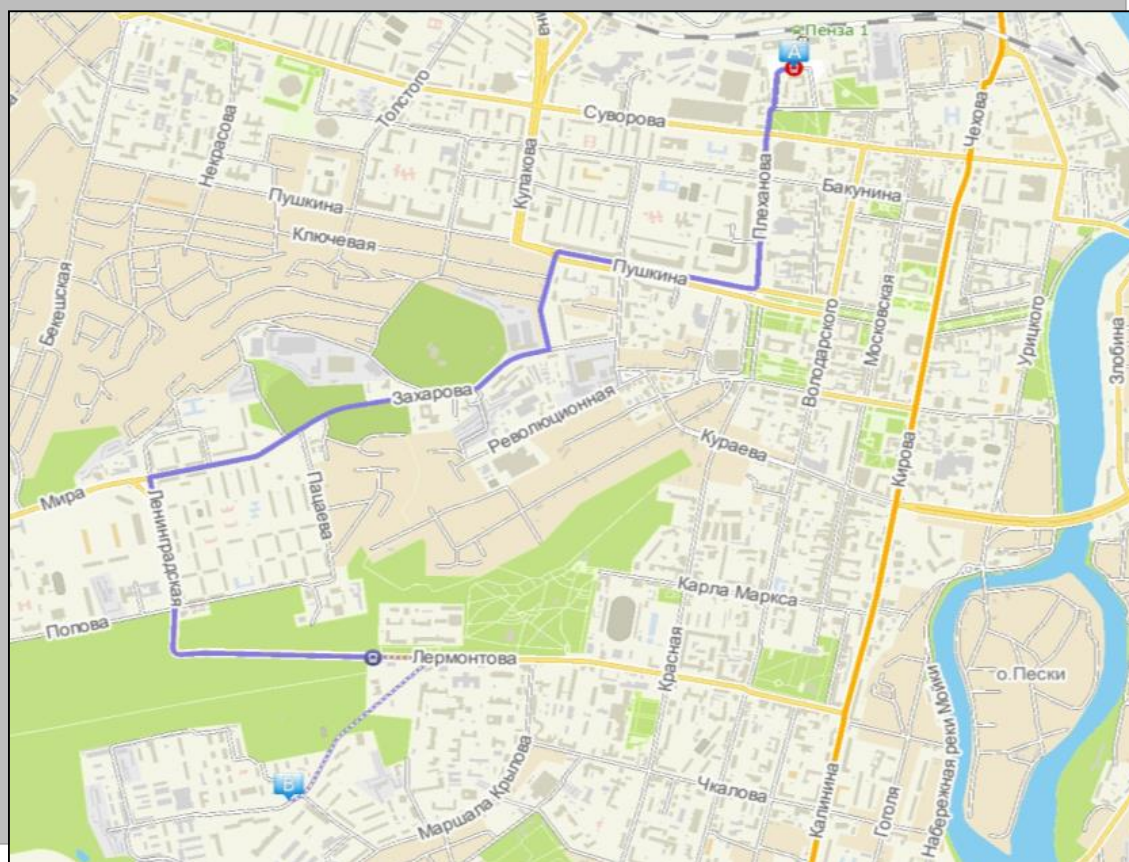 Пенза 1
А
Толстого
Суворова
Чехова
Некрасова
Кулакова
Плеханова
Бакунина
Пушкина
Ключевая
Пушкина
Московская
Урицкого
Злобина
Бекешская
Володарского
Захарова
Революционная
Кураева
Кирова
Мира
Ленинградская
Пацаева
Карла Маркса
Попова
Лермонтова
Красная
о.Пески
Набережная реки Мойки
В
Маршала Крылова
Чкалова
Калинина
Гоголя